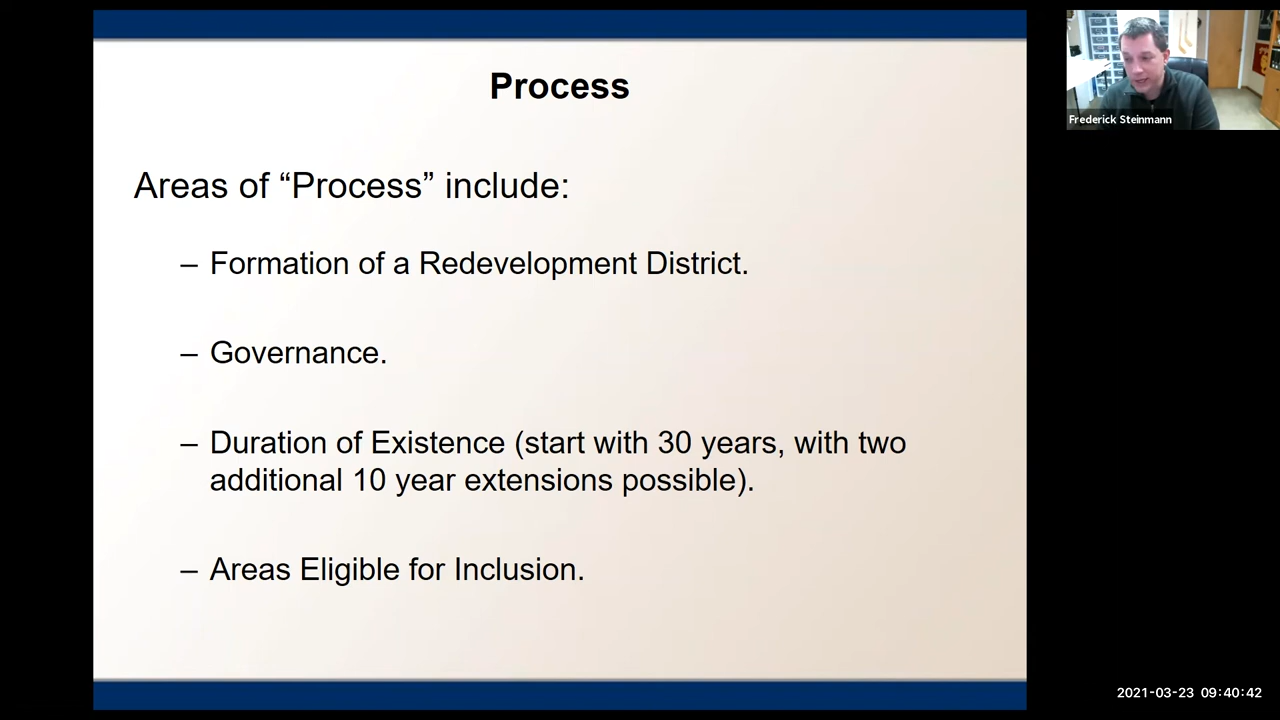 Process
Areas of “Process” include:
– Formation of a Redevelopment District.
– Governance.
– Duration of Existence (start with 30 years, with two
additional 10 year extensions possible).
– Areas Eligible for Inclusion.
Frederick Steinmann
2021-03-23 09:40:42